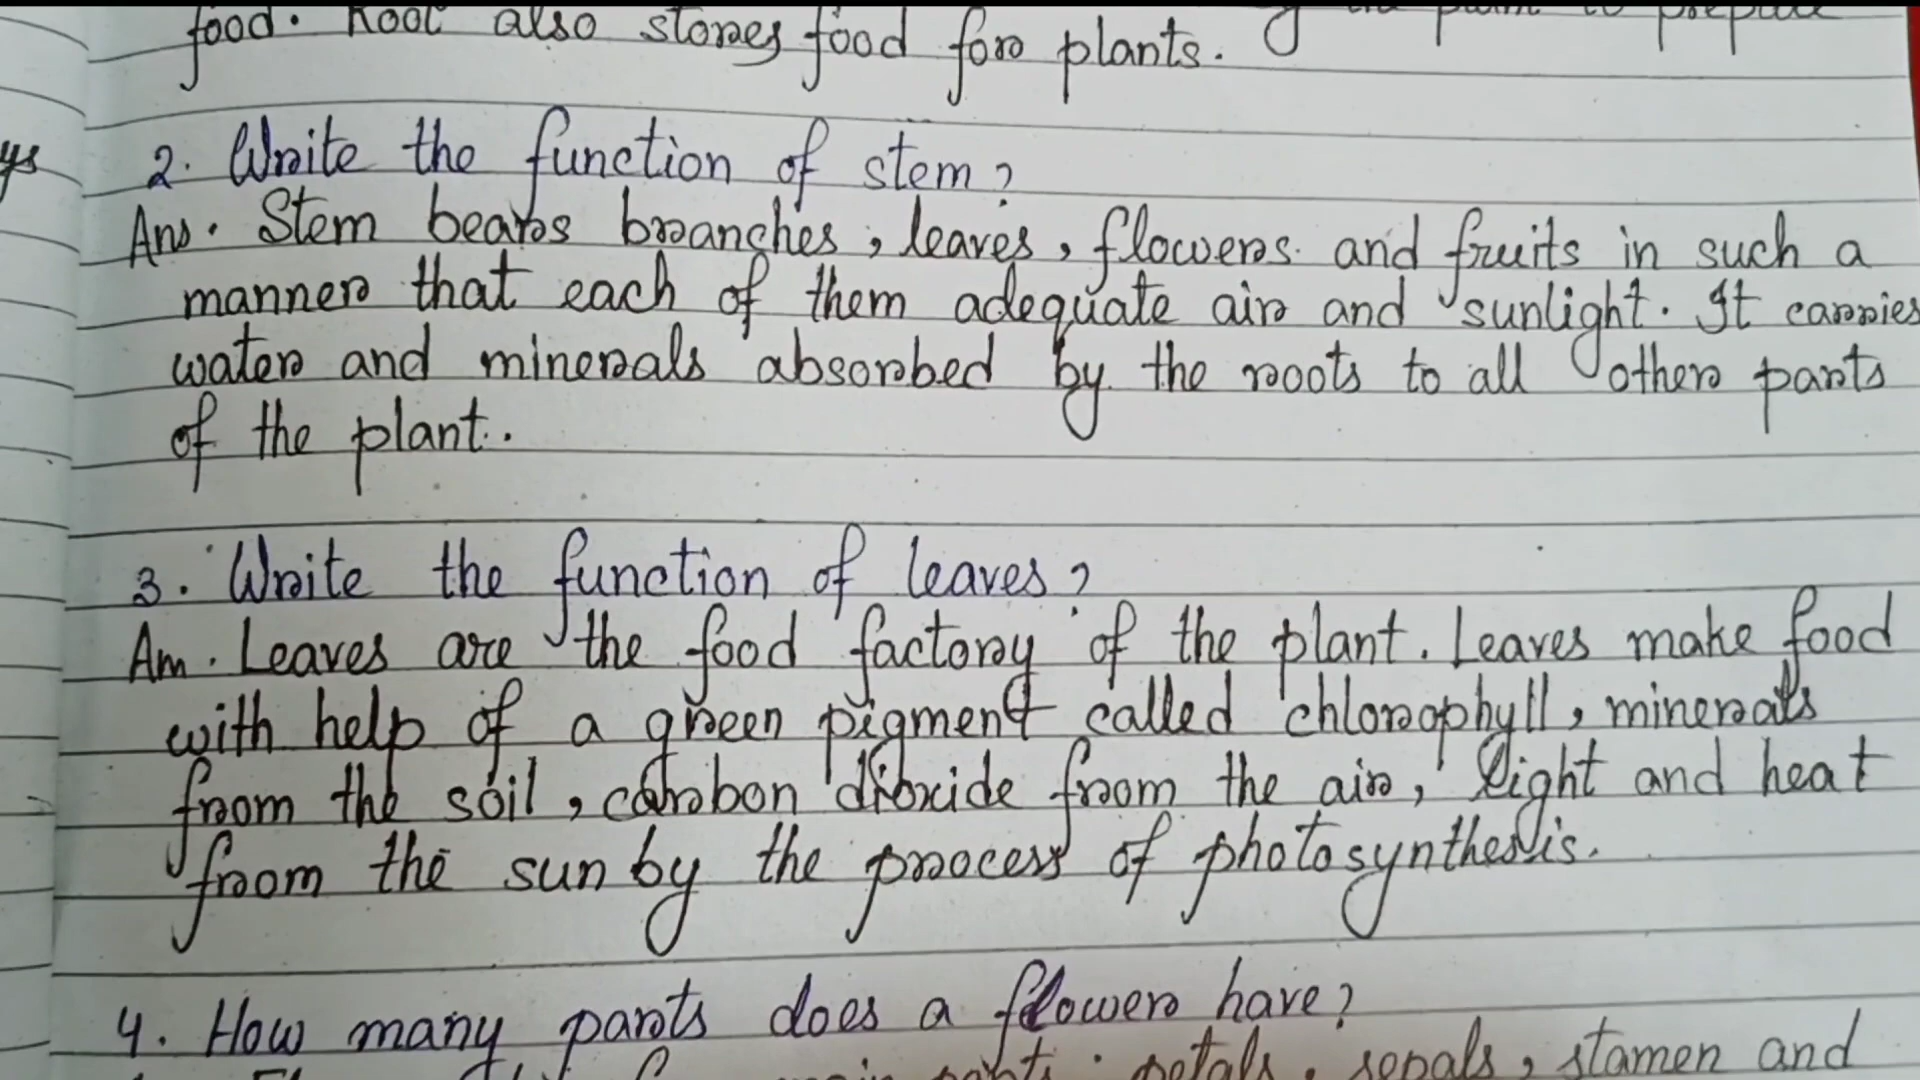 food. Root also stores food for plants.
ys
2. Write the function of stem?
Ans. Stem bears branches, leaves, flowers and fruits in such a
manner that each of them adequate air and sunlight. It carries
water and minerals absorbed by the roots to all other parts
of the plant.
3. Write the function of leaves?
Ans. Leaves are the food factory of the plant. Leaves make food
with help of a green pigment called chlorophyll, minerals
from the soil, carbon dioxide from the air, light and heat
from the sun by the process of photosynthesis.
4. How many parts does a flower have?
petals, sepals, stamen and